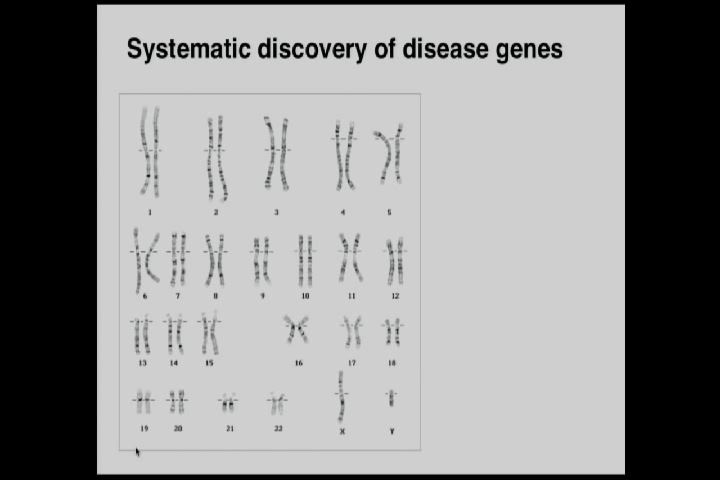 Systematic discovery of disease genes
1 2 3 4 5
6 7 8 9 10 11 12
13 14 15 16 17 18
19 20 21 22 X Y